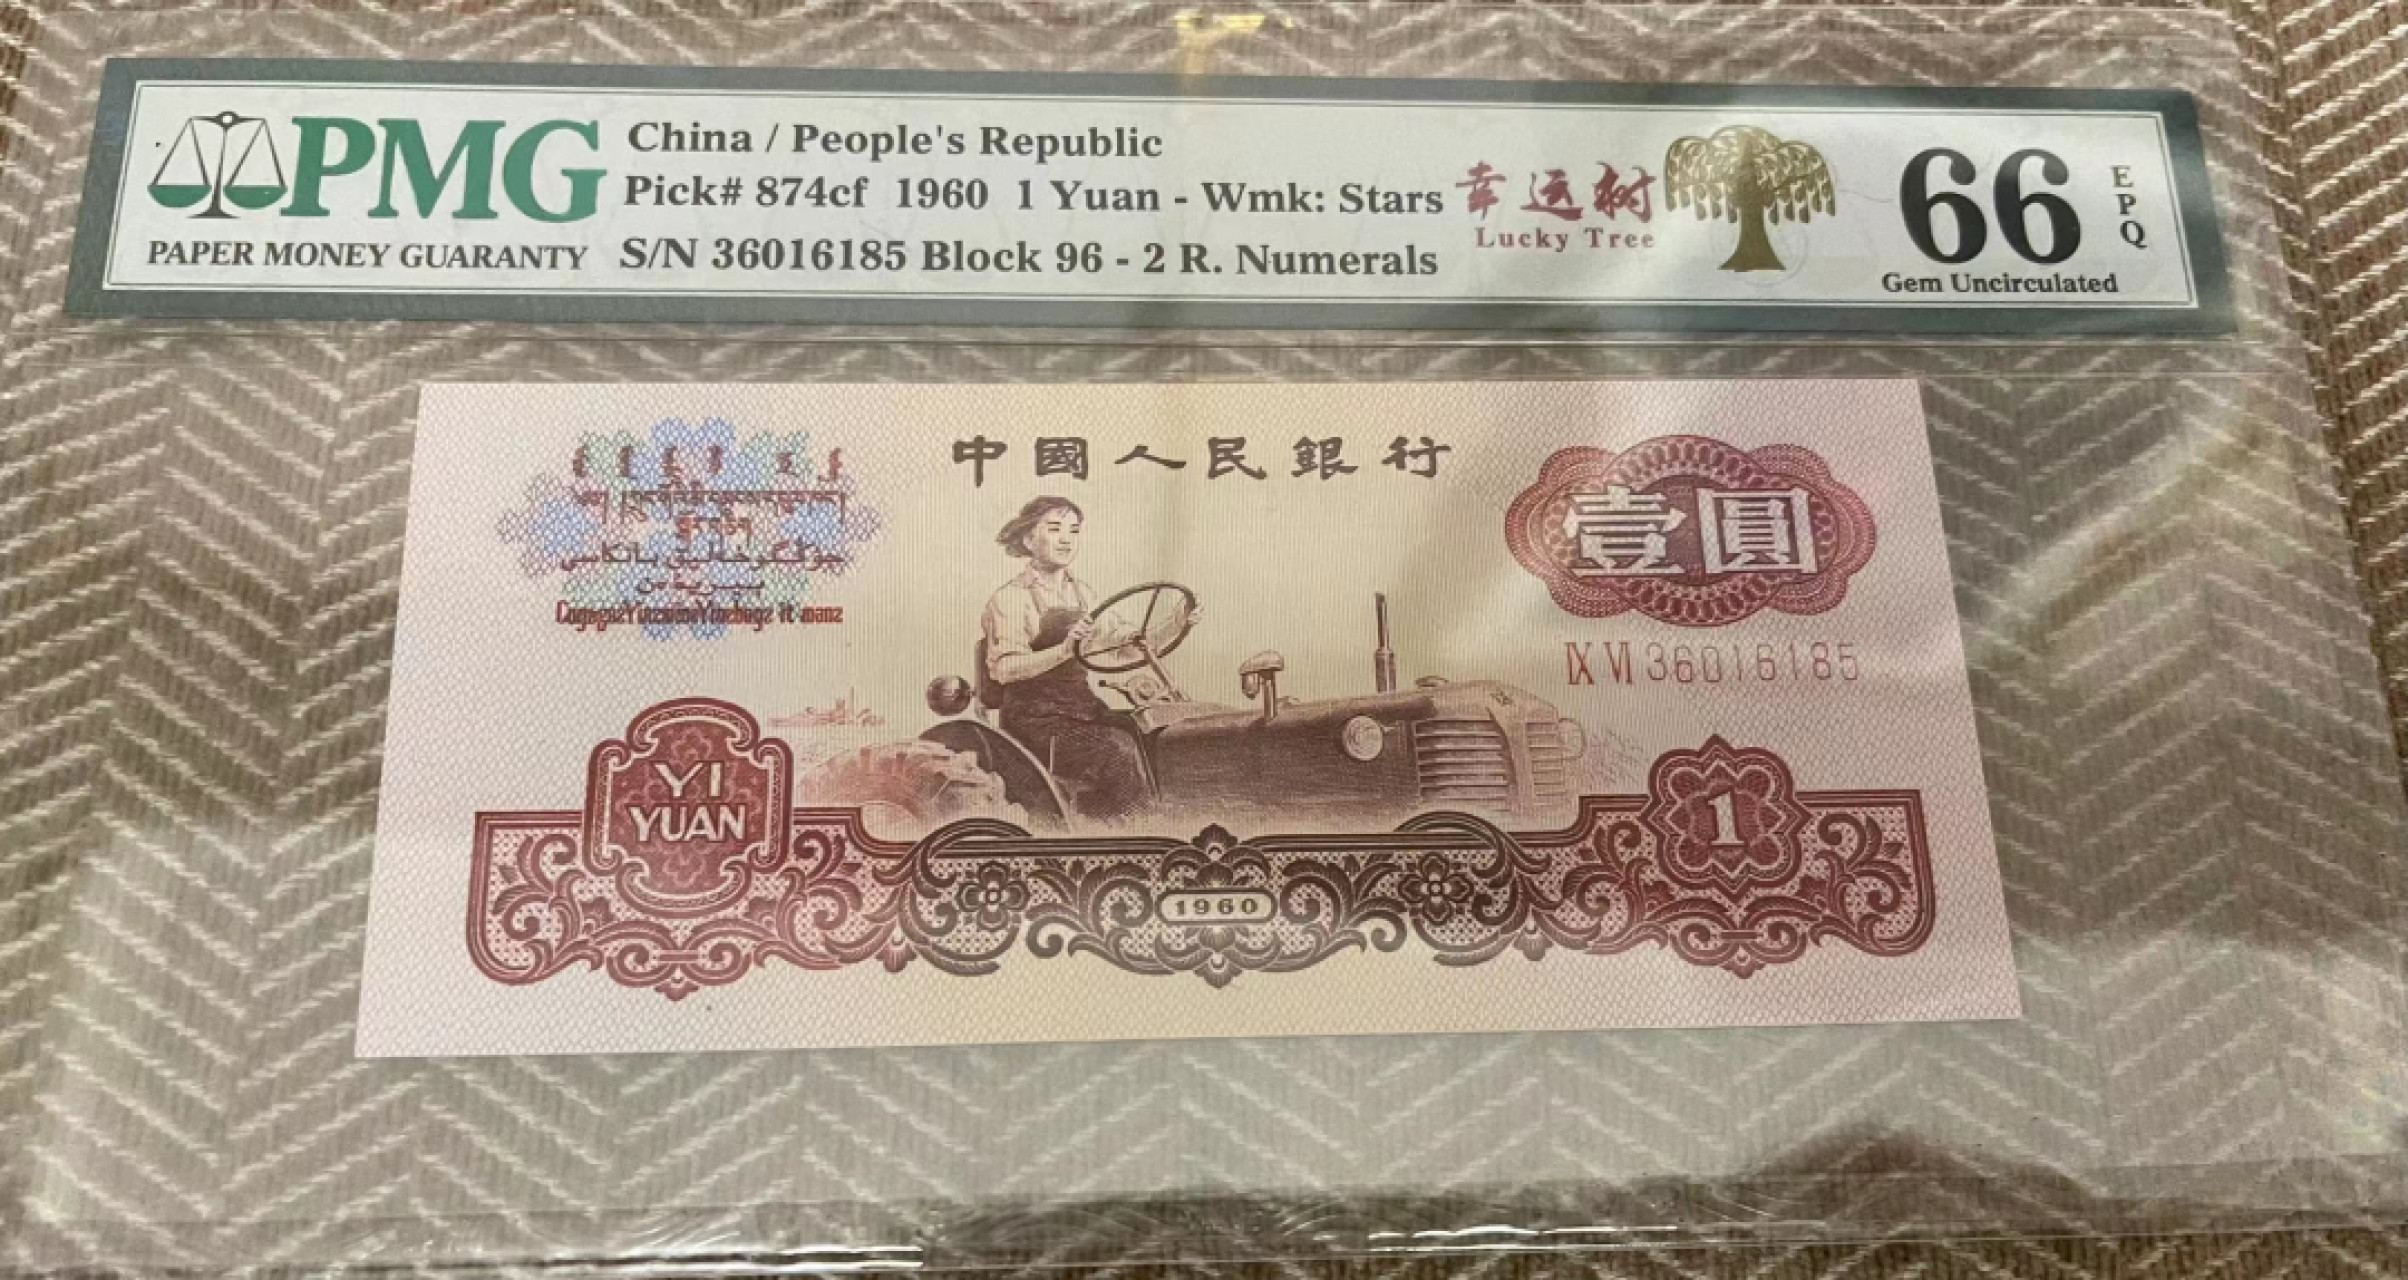 PMG
PAPER MONEY GUARANTY
China / People's Republic
Pick# 874cf 1960 1 Yuan - Wmk: Stars
S/N 36016185 Block 96 - 2 R. Numerals
幸运树
Lucky Tree
66
EPQ
Gem Uncirculated
中國人民銀行
壹圓
IX VI 36016185
YI
YUAN
1
1960